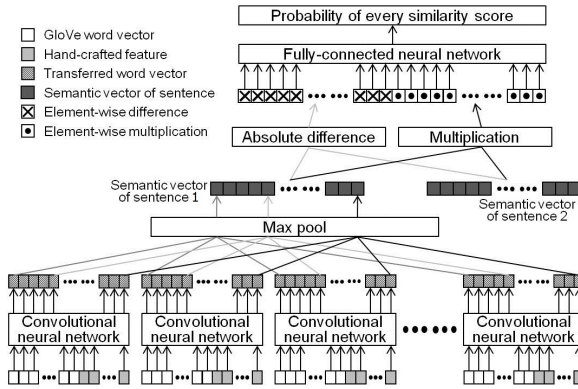 Probability of every similarity score
GloVe word vector
Hand-crafted feature
Transferred word vector
Semantic vector of sentence
Element-wise difference
Element-wise multiplication
Fully-connected neural network
Absolute difference
Multiplication
Semantic vector
of sentence 1
Semantic vector
of sentence 2
Max pool
Convolutional
neural network
Convolutional
neural network
Convolutional
neural network
Convolutional
neural network